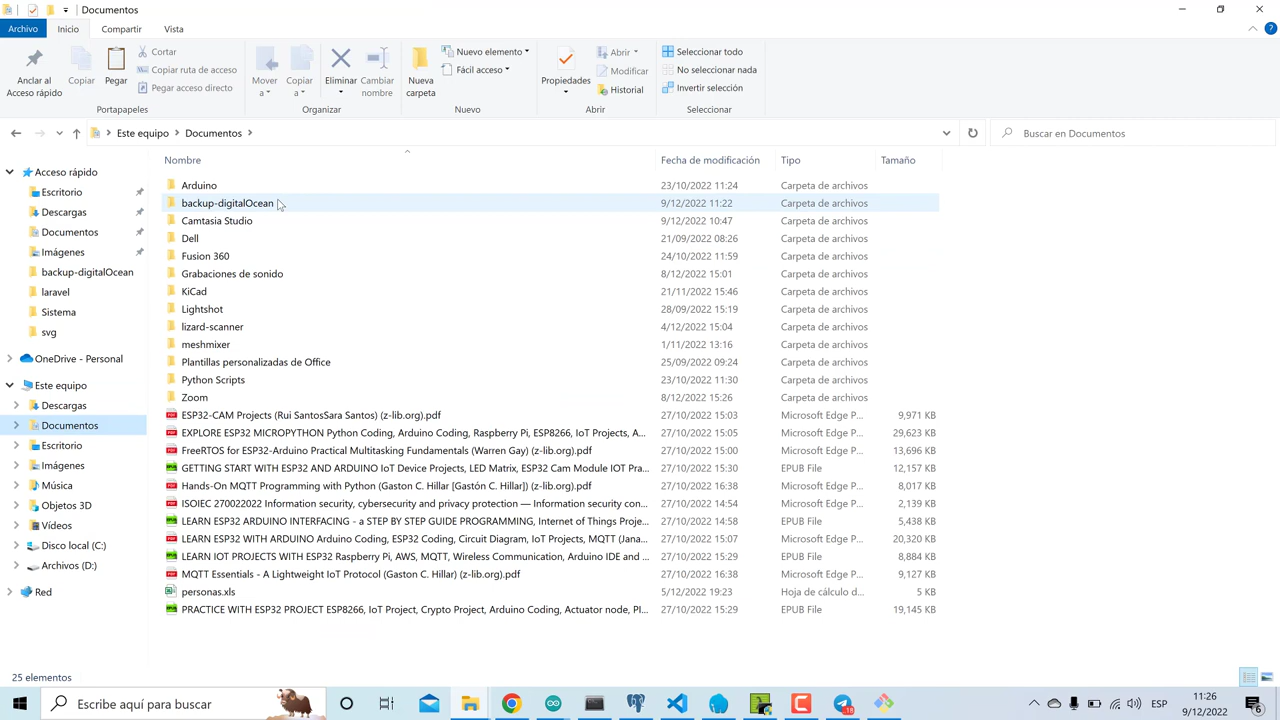 Documentos
Archivo
Inicio
Compartir
Vista
Anclar al
Acceso rápido
Copiar
Pegar
Cortar
Copiar ruta de acceso
Pegar acceso directo
Portapapeles
Mover
a
Copiar
a
Eliminar
Cambiar
nombre
Organizar
Nueva
carpeta
Nuevo elemento
Fácil acceso
Nuevo
Propiedades
Abrir
Modificar
Historial
Abrir
Seleccionar todo
No seleccionar nada
Invertir selección
Seleccionar
Este equipo
Documentos
Buscar en Documentos
Acceso rápido
Escritorio
Descargas
Documentos
Imágenes
backup-digitalOcean
laravel
Sistema
svg
OneDrive - Personal
Este equipo
Descargas
Documentos
Escritorio
Imágenes
Música
Objetos 3D
Vídeos
Disco local (C:)
Archivos (D:)
Red
Nombre Fecha de modificación Tipo Tamaño
Arduino 23/10/2022 11:24 Carpeta de archivos
backup-digitalOcean 9/12/2022 11:22 Carpeta de archivos
Camtasia Studio 9/12/2022 10:47 Carpeta de archivos
Dell 21/09/2022 08:26 Carpeta de archivos
Fusion 360 24/10/2022 11:59 Carpeta de archivos
Grabaciones de sonido 8/12/2022 15:01 Carpeta de archivos
KiCad 21/11/2022 15:46 Carpeta de archivos
Lightshot 28/09/2022 15:19 Carpeta de archivos
lizard-scanner 4/12/2022 15:04 Carpeta de archivos
meshmixer 1/11/2022 13:16 Carpeta de archivos
Plantillas personalizadas de Office 25/09/2022 09:24 Carpeta de archivos
Python Scripts 23/10/2022 11:30 Carpeta de archivos
Zoom 8/12/2022 15:26 Carpeta de archivos
ESP32-CAM Projects (Rui SantosSara Santos) (z-lib.org).pdf 27/10/2022 15:03 Microsoft Edge P... 9,971 KB
EXPLORE ESP32 MICROPYTHON Python Coding, Arduino Coding, Raspberry Pi, ESP8266, IoT Projects, A... 27/10/2022 15:05 Microsoft Edge P... 29,623 KB
FreeRTOS for ESP32-Arduino Practical Multitasking Fundamentals (Warren Gay) (z-lib.org).pdf 27/10/2022 15:00 Microsoft Edge P... 13,696 KB
GETTING START WITH ESP32 AND ARDUINO IoT Device Projects, LED Matrix, ESP32 Cam Module IOT Pra... 27/10/2022 15:30 EPUB File 12,157 KB
Hands-On MQTT Programming with Python (Gaston C. Hillar [Gastón C. Hillar]) (z-lib.org).pdf 27/10/2022 16:38 Microsoft Edge P... 8,017 KB
ISOIEC 270022022 Information security, cybersecurity and privacy protection — Information security con... 27/10/2022 14:54 Microsoft Edge P... 2,139 KB
LEARN ESP32 ARDUINO INTERFACING - a STEP BY STEP GUIDE PROGRAMMING, Internet of Things Proje... 27/10/2022 14:58 EPUB File 5,438 KB
LEARN ESP32 WITH ARDUINO Arduino Coding, ESP32, Circuit Diagram, IoT Projects, MQTT (Jana... 27/10/2022 15:07 Microsoft Edge P... 20,320 KB
LEARN IOT PROJECTS WITH ESP32 Raspberry Pi, AWS, MQTT, Wireless Communication, Arduino IDE and ... 27/10/2022 15:29 EPUB File 8,884 KB
MQTT Essentials - A Lightweight IoT Protocol (Gaston C. Hillar) (z-lib.org).pdf 27/10/2022 16:38 Microsoft Edge P... 9,127 KB
personas.xls 5/12/2022 19:23 Hoja de cálculo d... 5 KB
PRACTICE WITH ESP32 PROJECT ESP8266, IoT Project, Crypto Project, Arduino Coding, Actuator node, PI... 27/10/2022 15:29 EPUB File 19,145 KB
25 elementos
Escribe aquí para buscar
18
ESP
11:26
9/12/2022
6